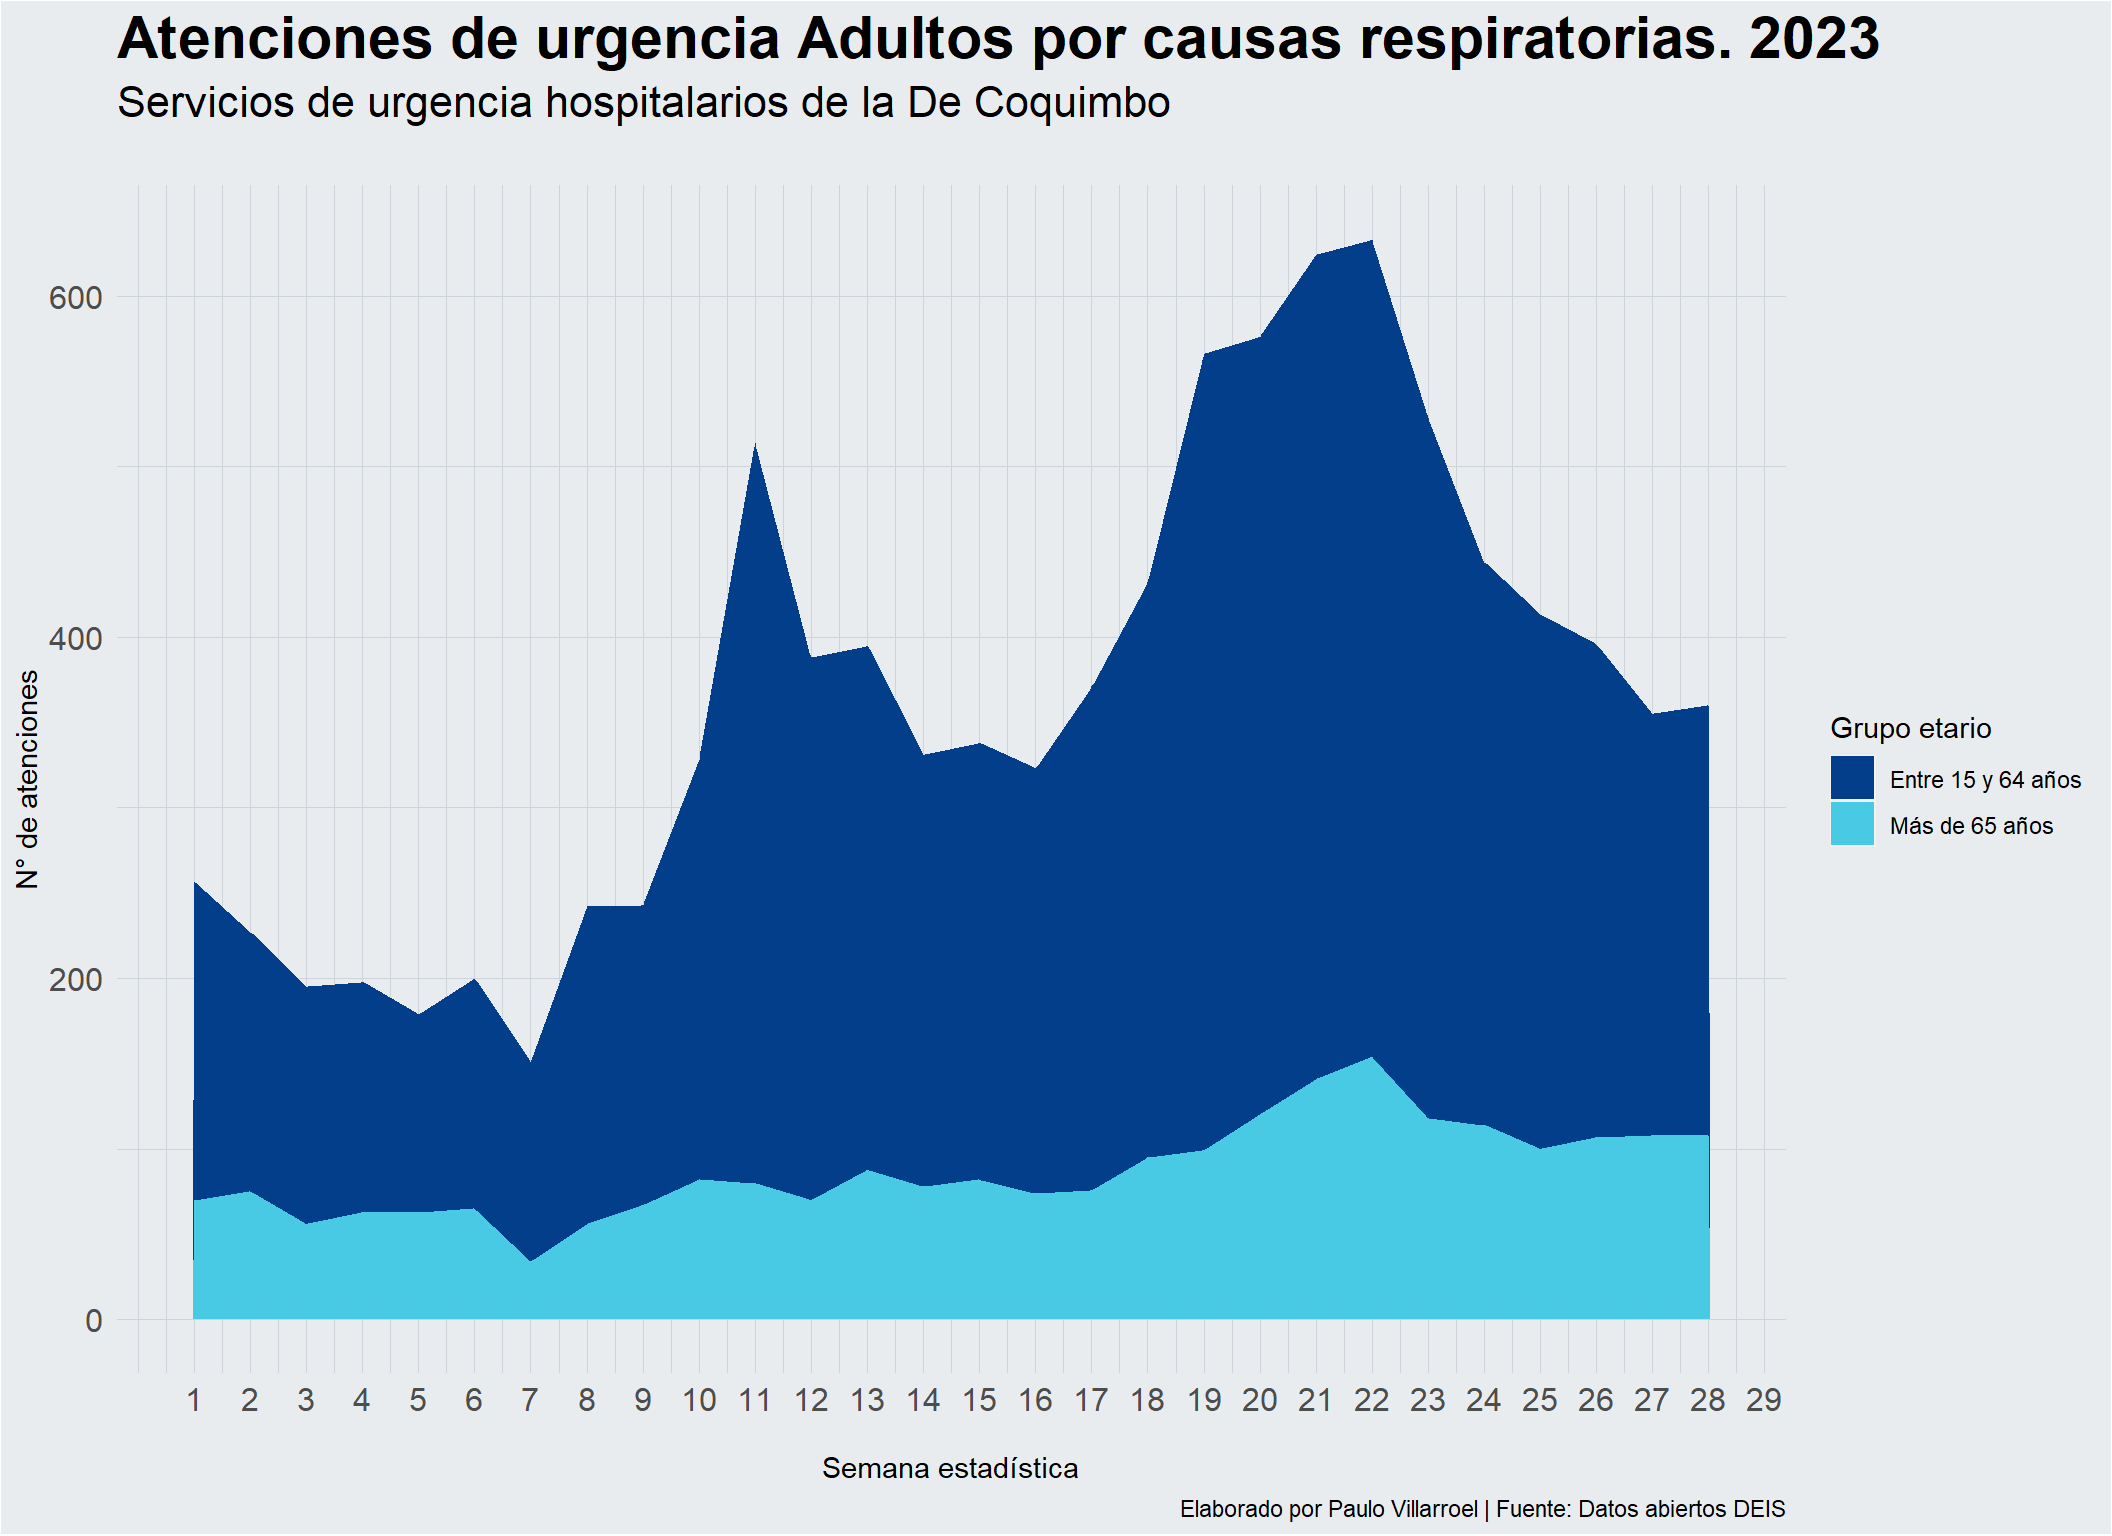 Atenciones de urgencia Adultos por causas respiratorias. 2023
Servicios de urgencia hospitalarios de la De Coquimbo
600
400
200
0
N° de atenciones
1 2 3 4 5 6 7 8 9 10 11 12 13 14 15 16 17 18 19 20 21 22 23 24 25 26 27 28 29
Semana estadística
Grupo etario
Entre 15 y 64 años
Más de 65 años
Elaborado por Paulo Villarroel | Fuente: Datos abiertos DEIS